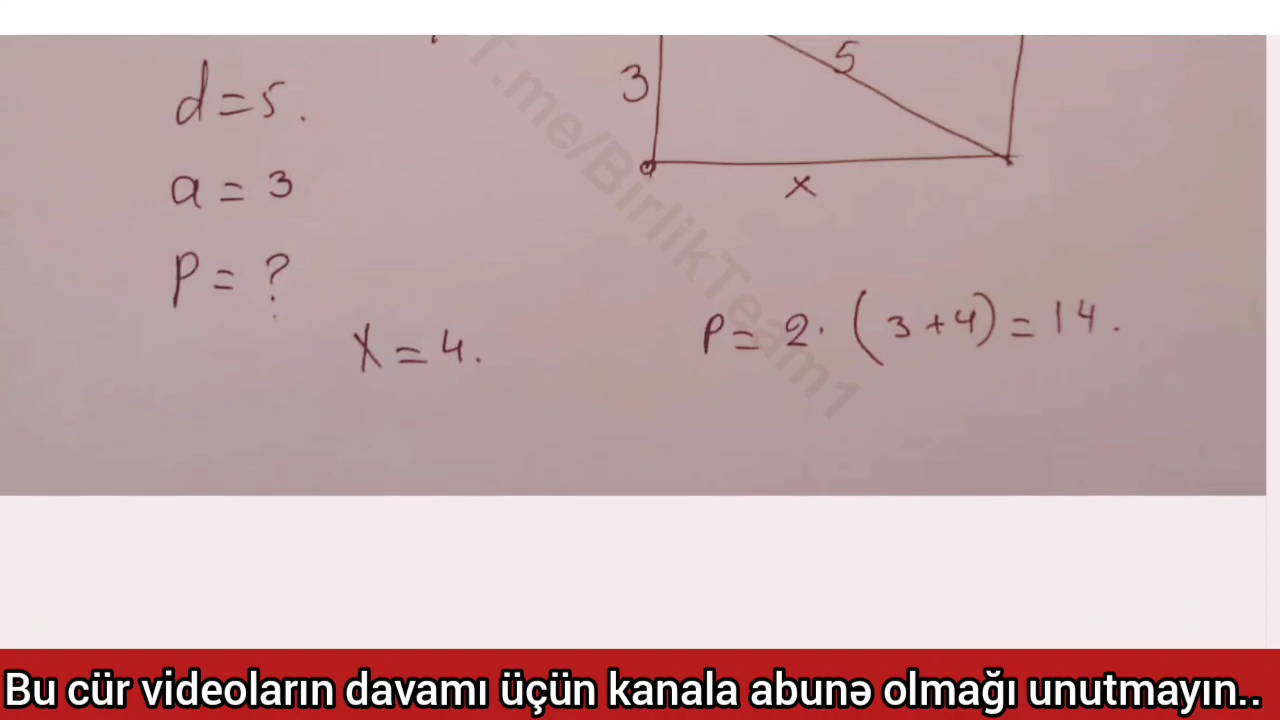 5
3
d = 5.
a = 3
x
P = ?
X = 4.
P = 2 · (3 + 4) = 14.
T.me/BirlikTeam1
Bu cür videoların davamı üçün kanala abunə olmağı unutmayın..